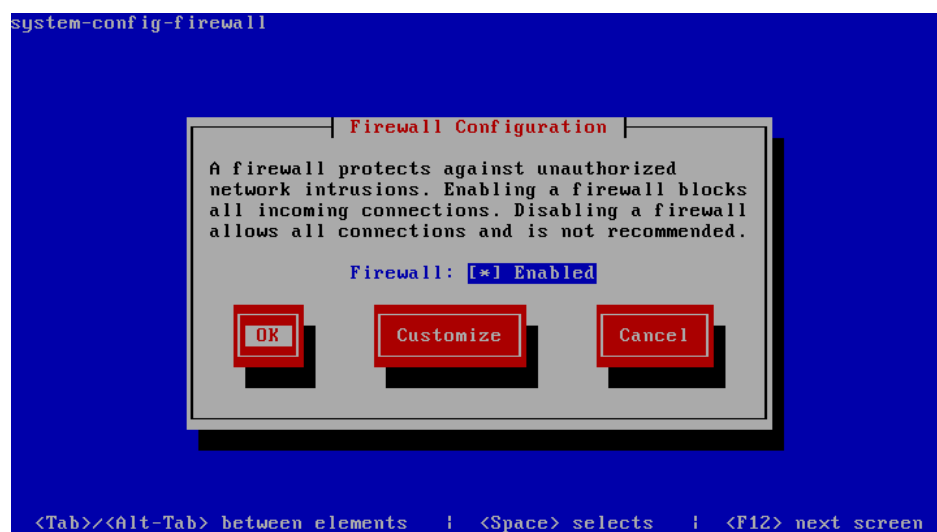 system-config-firewall
Firewall Configuration
A firewall protects against unauthorized
network intrusions. Enabling a firewall blocks
all incoming connections. Disabling a firewall
allows all connections and is not recommended.
Firewall: [*] Enabled
OK Customize Cancel
<Tab>/<Alt-Tab> between elements | <Space> selects | <F12> next screen